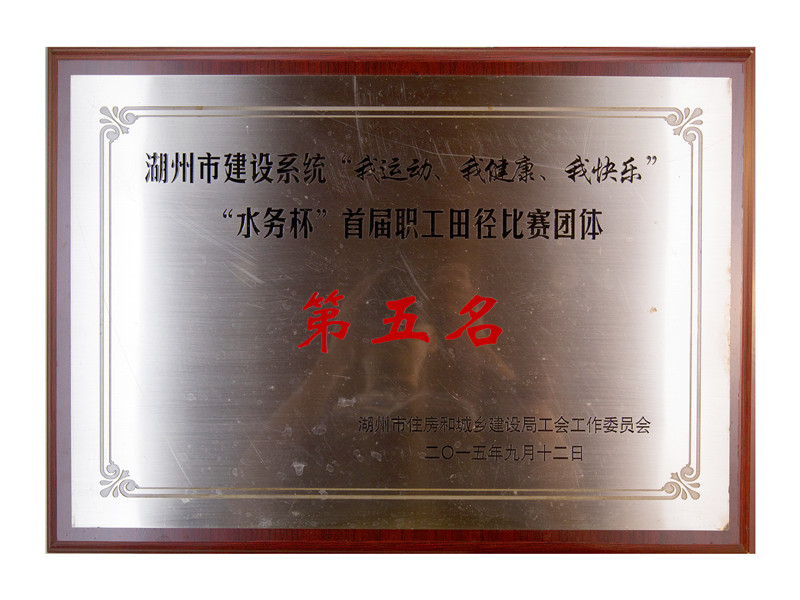 湖州市建设系统“我运动、我健康、我快乐”
“水务杯”首届职工田径比赛团体
第五名
湖州市住房和城乡建设局工会工作委员会
二〇一五年九月十二日